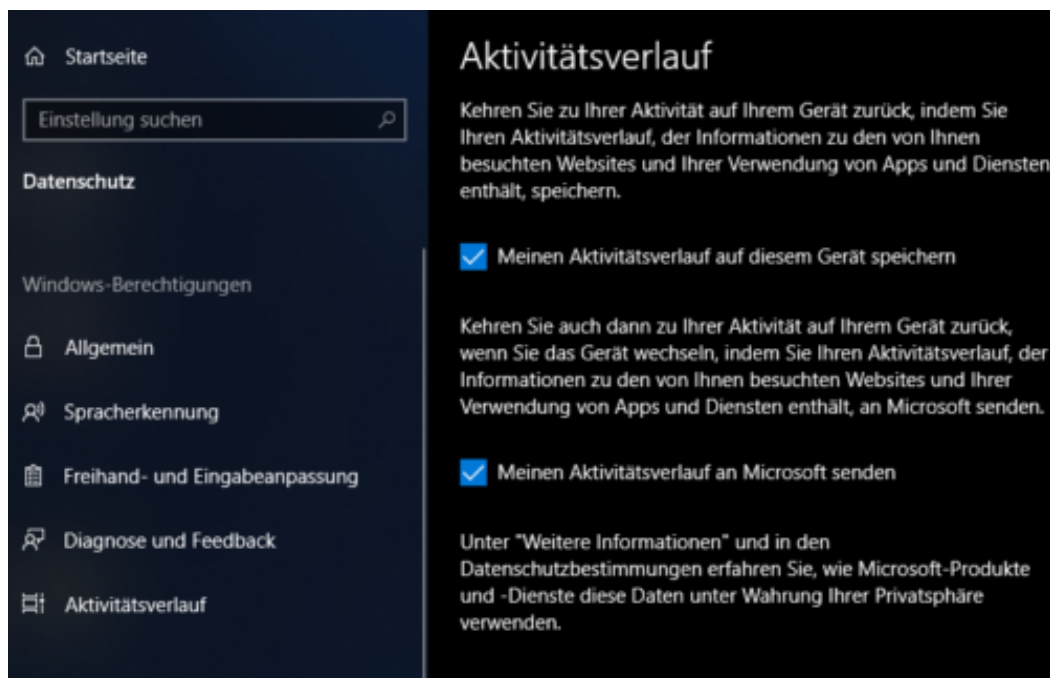 Startseite
Einstellung suchen
Datenschutz
Windows-Berechtigungen
Allgemein
Spracherkennung
Freihand- und Eingabeanpassung
Diagnose und Feedback
Aktivitätsverlauf
Aktivitätsverlauf
Kehren Sie zu Ihrer Aktivität auf Ihrem Gerät zurück, indem Sie
Ihren Aktivitätsverlauf, der Informationen zu den von Ihnen
besuchten Websites und Ihrer Verwendung von Apps und Diensten
enthält, speichern.
Meinen Aktivitätsverlauf auf diesem Gerät speichern
Kehren Sie auch dann zu Ihrer Aktivität auf Ihrem Gerät zurück,
wenn Sie das Gerät wechseln, indem Sie Ihren Aktivitätsverlauf, der
Informationen zu den von Ihnen besuchten Websites und Ihrer
Verwendung von Apps und Diensten enthält, an Microsoft senden.
Meinen Aktivitätsverlauf an Microsoft senden
Unter "Weitere Informationen" und in den
Datenschutzbestimmungen erfahren Sie, wie Microsoft-Produkte
und -Dienste diese Daten unter Wahrung Ihrer Privatsphäre
verwenden.